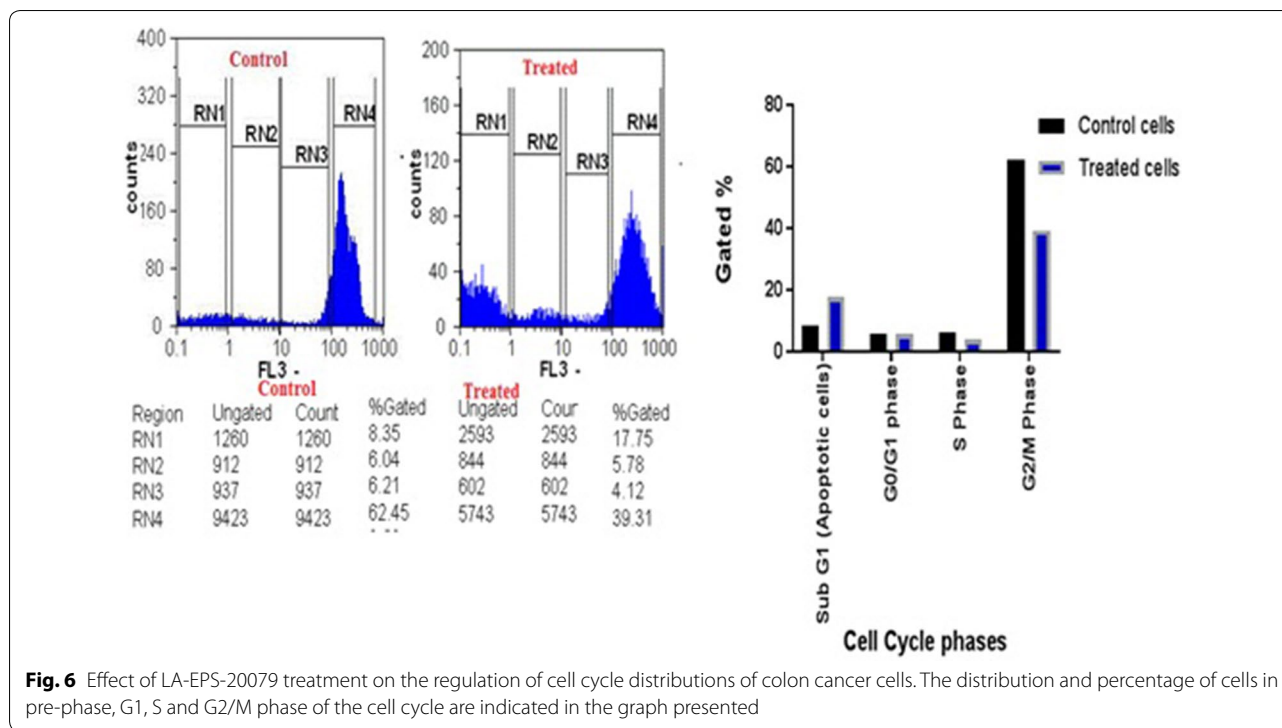 400
320
240
160
80
0
counts
Control
RN1
RN2
RN3
RN4
0.1 1 10 100 1000
FL3 -
200
160
120
80
40
0
counts
Treated
RN1
RN2
RN3
RN4
0.1 1 10 100 1000
FL3 -
Control Treated
Region Ungated Count %Gated Ungated Cour %Gated
RN1 1260 1260 8.35 2593 2593 17.75
RN2 912 912 6.04 844 844 5.78
RN3 937 937 6.21 602 602 4.12
RN4 9423 9423 62.45 5743 5743 39.31
80
60
40
20
0
Gated %
Control cells
Treated cells
Sub G1 (Apoptotic cells)
G0/G1 phase
S Phase
G2/M Phase
Cell Cycle phases
Fig. 6 Effect of LA-EPS-20079 treatment on the regulation of cell cycle distributions of colon cancer cells. The distribution and percentage of cells in
pre-phase, G1, S and G2/M phase of the cell cycle are indicated in the graph presented